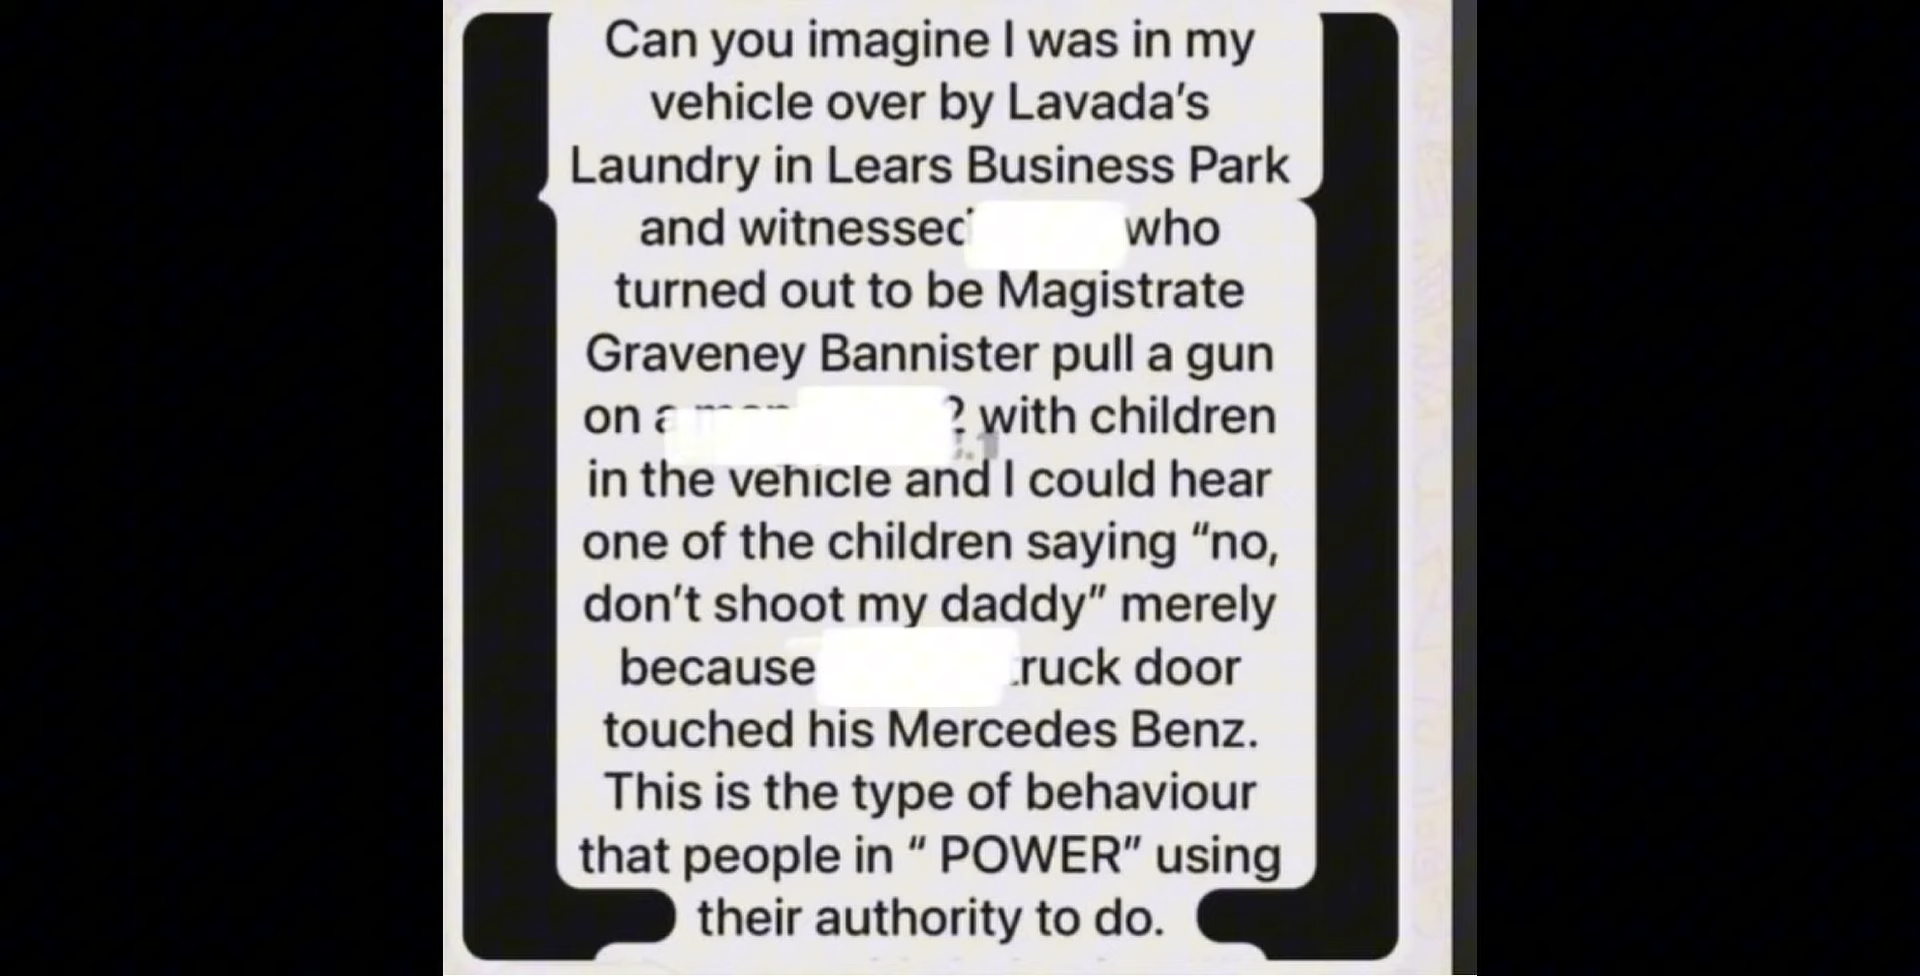 Can you imagine I was in my
vehicle over by Lavada's
Laundry in Lears Business Park
and witnessed who
turned out to be Magistrate
Graveney Bannister pull a gun
on a 2 with children
in the vehicle and I could hear
one of the children saying “no,
don't shoot my daddy” merely
because truck door
touched his Mercedes Benz.
This is the type of behaviour
that people in “ POWER” using
their authority to do.